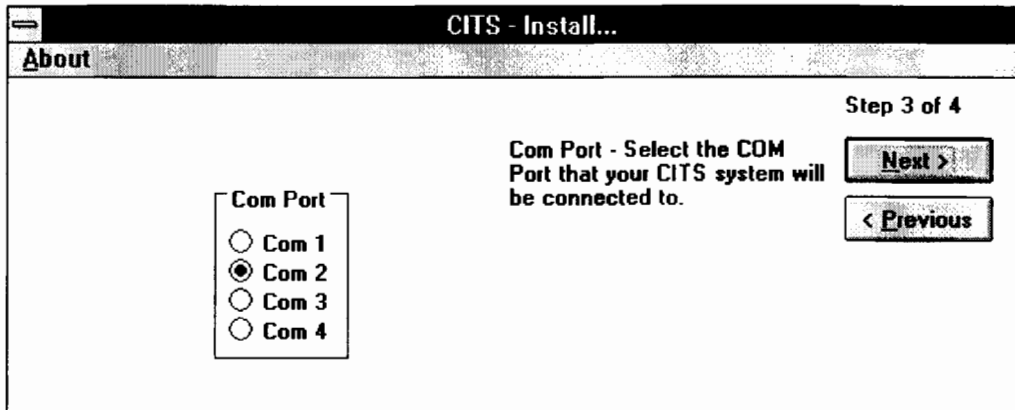 CITS - Install...
About
Step 3 of 4
Com Port - Select the COM
Port that your CITS system will
be connected to.
Next >
< Previous
Com Port
Com 1
Com 2
Com 3
Com 4